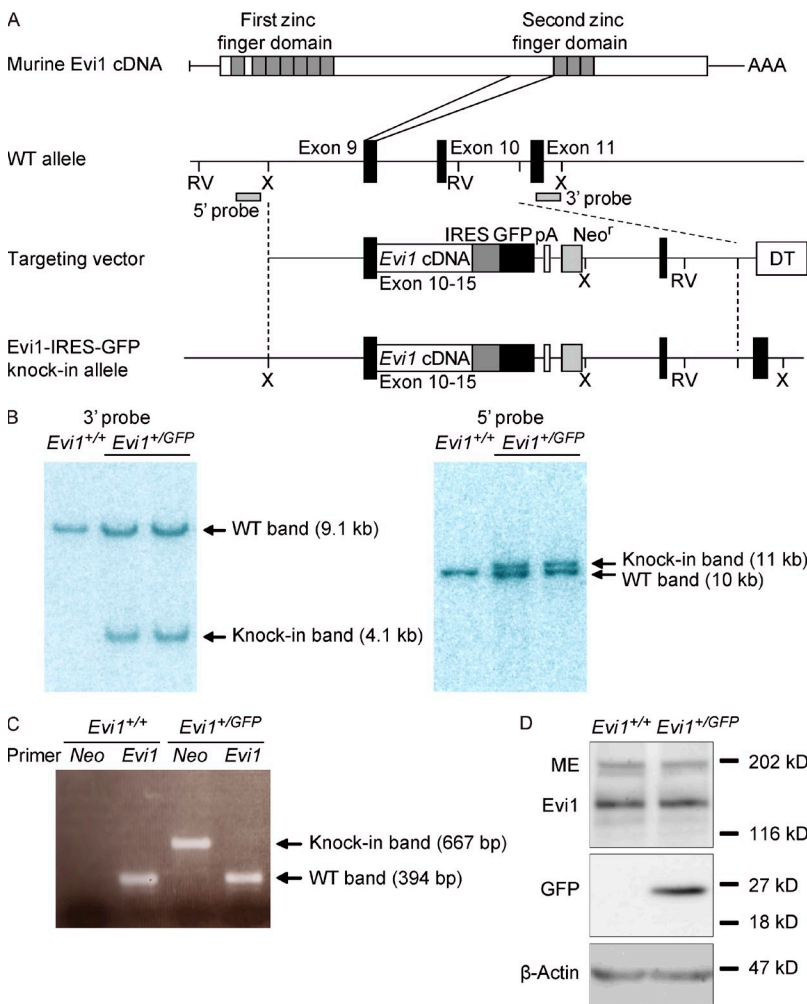 A
First zinc finger domain
Second zinc finger domain
Murine Evi1 cDNA
AAA
WT allele
Exon 9
Exon 10
Exon 11
RV
X
RV
X
5' probe
3' probe
Targeting vector
IRES GFP pA Neoʳ
Evi1 cDNA
Exon 10-15
X
RV
DT
Evi1-IRES-GFP knock-in allele
Evi1 cDNA
X
Exon 10-15
X
RV
X
B
3' probe
Evi1+/+ Evi1+/GFP
WT band (9.1 kb)
Knock-in band (4.1 kb)
5' probe
Evi1+/+ Evi1+/GFP
Knock-in band (11 kb)
WT band (10 kb)
C
Evi1+/+ Evi1+/GFP
Primer Neo Evi1 Neo Evi1
Knock-in band (667 bp)
WT band (394 bp)
D
Evi1+/+ Evi1+/GFP
ME
202 kD
Evi1
116 kD
GFP
27 kD
18 kD
β-Actin
47 kD